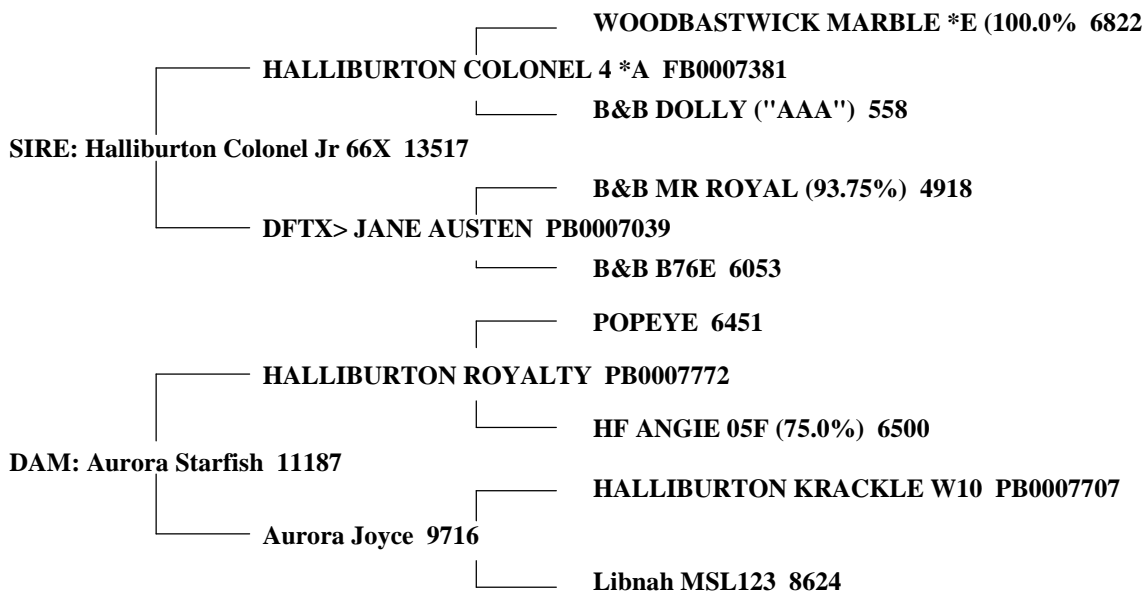 WOODBASTWICK MARBLE *E (100.0% 6822
HALLIBURTON COLONEL 4 *A FB0007381
B&B DOLLY ("AAA") 558
SIRE: Halliburton Colonel Jr 66X 13517
B&B MR ROYAL (93.75%) 4918
DFTX> JANE AUSTEN PB0007039
B&B B76E 6053
POPEYE 6451
HALLIBURTON ROYALTY PB0007772
HF ANGIE 05F (75.0%) 6500
DAM: Aurora Starfish 11187
HALLIBURTON KRACKLE W10 PB0007707
Aurora Joyce 9716
Libnah MSL123 8624